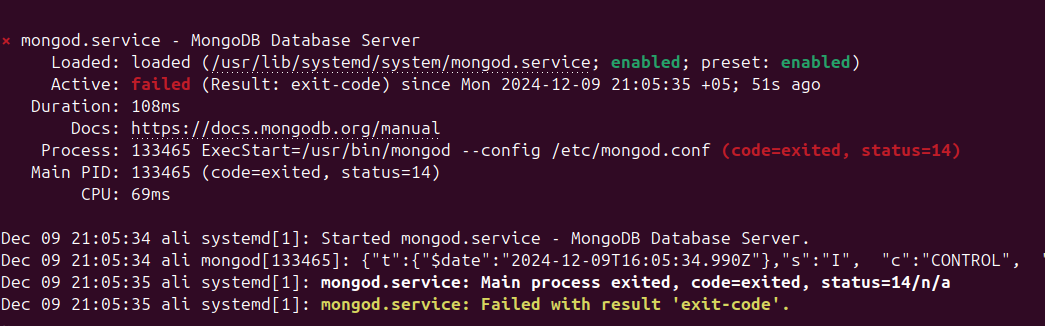 × mongod.service - MongoDB Database Server
Loaded: loaded (/usr/lib/systemd/system/mongod.service; enabled; preset: enabled)
Active: failed (Result: exit-code) since Mon 2024-12-09 21:05:35 +05; 51s ago
Duration: 108ms
Docs: https://docs.mongodb.org/manual
Process: 133465 ExecStart=/usr/bin/mongod --config /etc/mongod.conf (code=exited, status=14)
Main PID: 133465 (code=exited, status=14)
CPU: 69ms
Dec 09 21:05:34 ali systemd[1]: Started mongod.service - MongoDB Database Server.
Dec 09 21:05:34 ali mongod[133465]: {"t":{"$date":"2024-12-09T16:05:34.990Z"},"s":"I", "c":"CONTROL",
Dec 09 21:05:35 ali systemd[1]: mongod.service: Main process exited, code=exited, status=14/n/a
Dec 09 21:05:35 ali systemd[1]: mongod.service: Failed with result 'exit-code'.